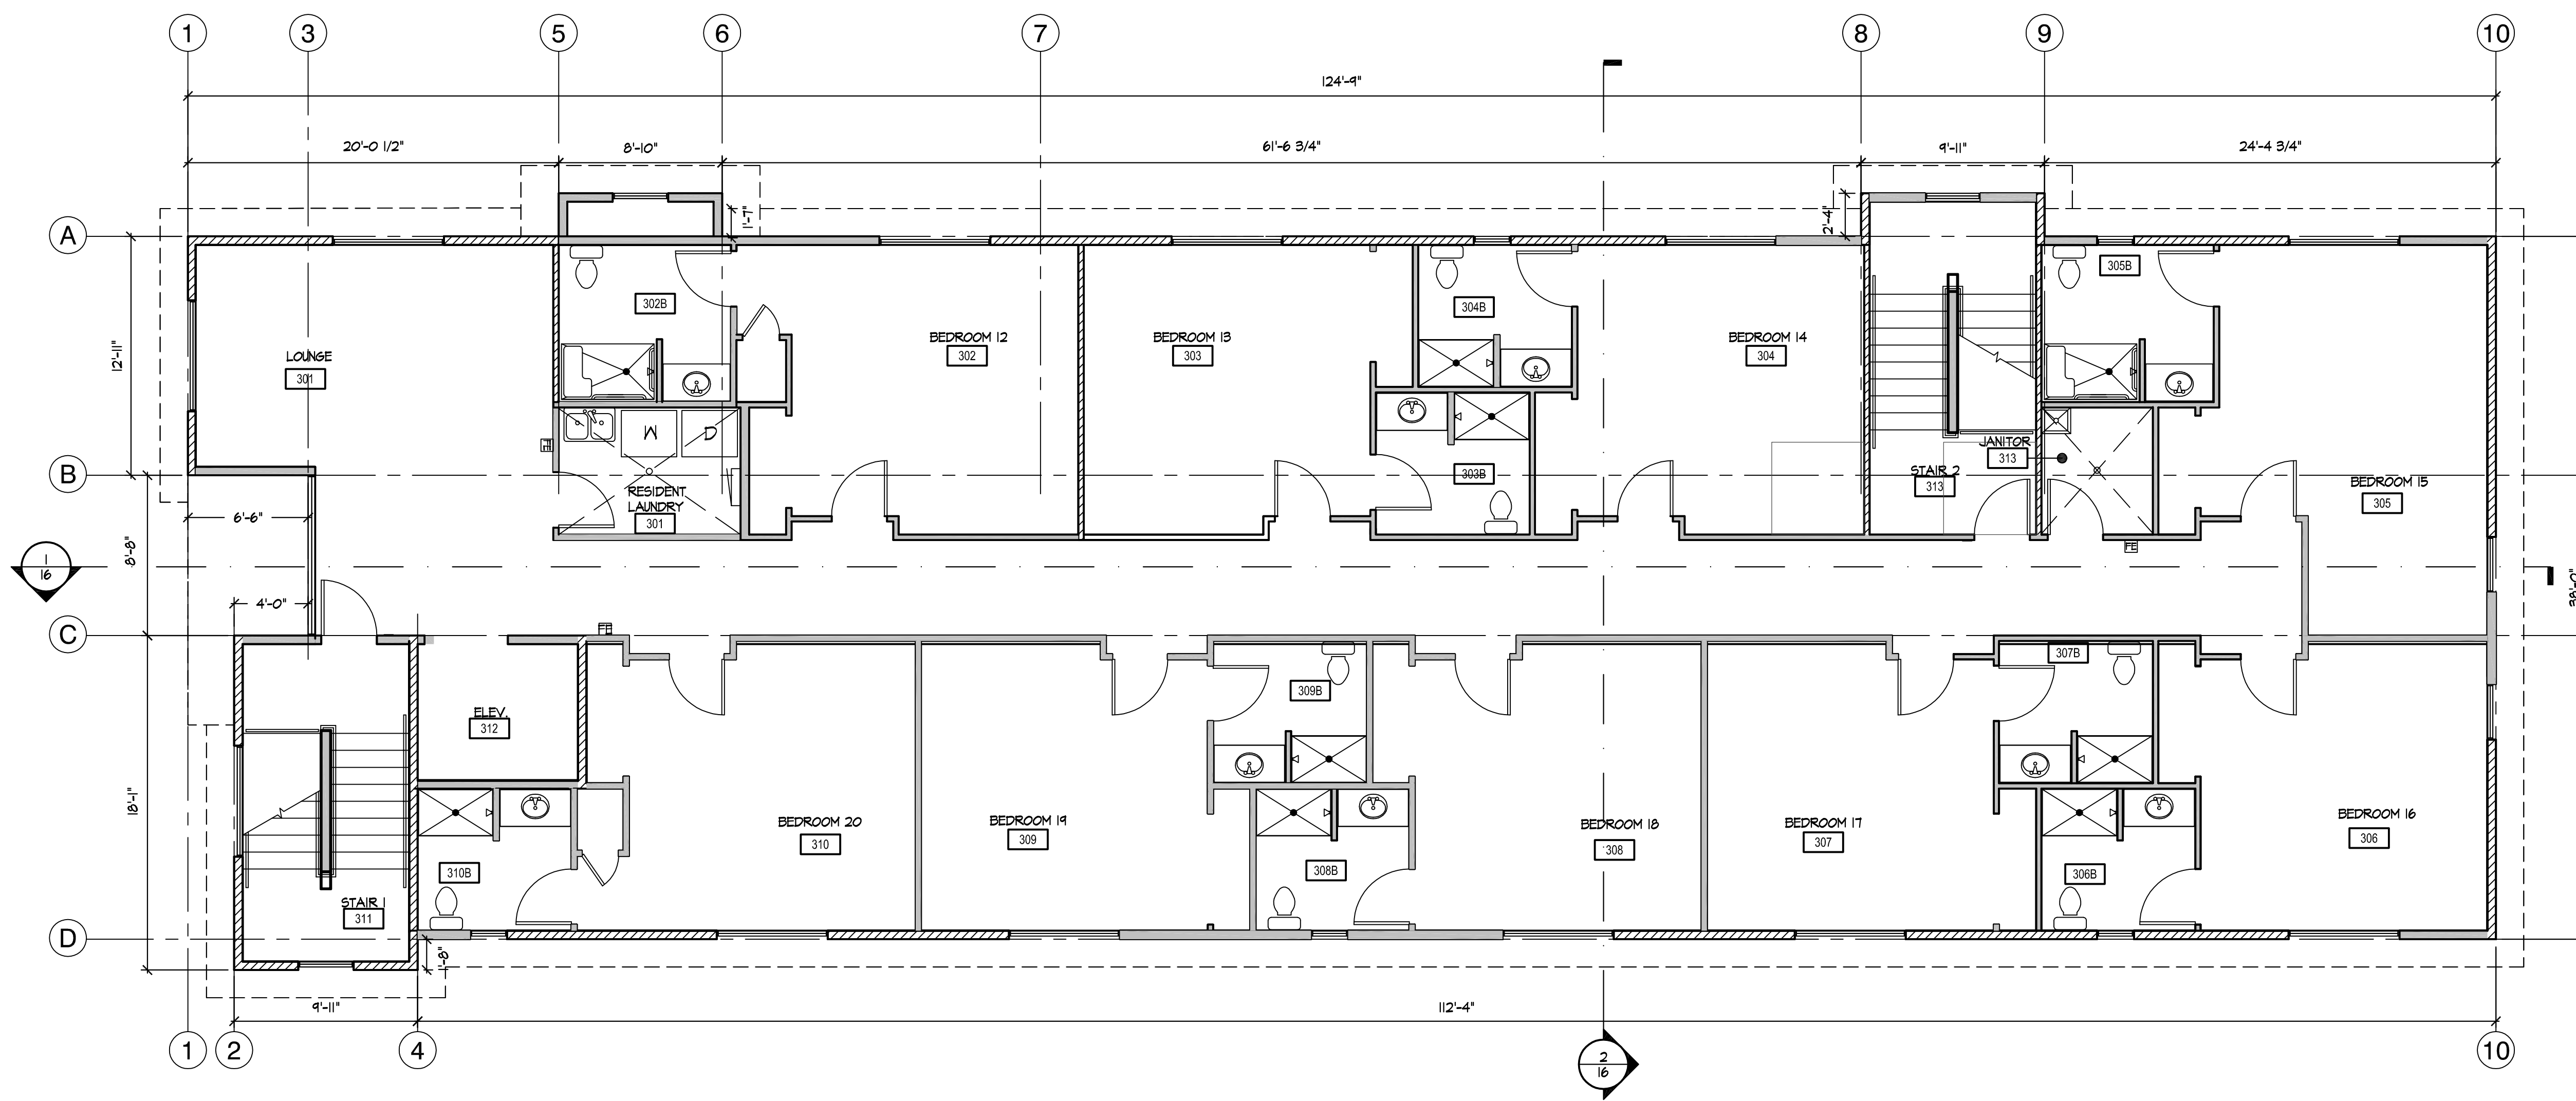 1 3 5 6 7 8 9 10
124'-9"
20'-0 1/2" 8'-10" 61'-6 3/4" 9'-11" 24'-4 3/4"
1'-7" 2'-4"
A
12'-11"
302B 304B 305B
LOUNGE
301
BEDROOM 12
302
BEDROOM 13
303
BEDROOM 14
304
W D
JANITOR
313
STAIR 2
313
303B
BEDROOM 15
305
B
RESIDENT
LAUNDRY
301
6'-6"
8'-8"
FE
1
16
38'-0"
4'-0"
C
FE
307B
309B
ELEV.
312
18'-1"
BEDROOM 20
310
BEDROOM 19
309
BEDROOM 18
308
BEDROOM 17
307
BEDROOM 16
306
310B 308B 306B
STAIR 1
311
D
9'-11" 112'-4"
1 2 4 10
2
16